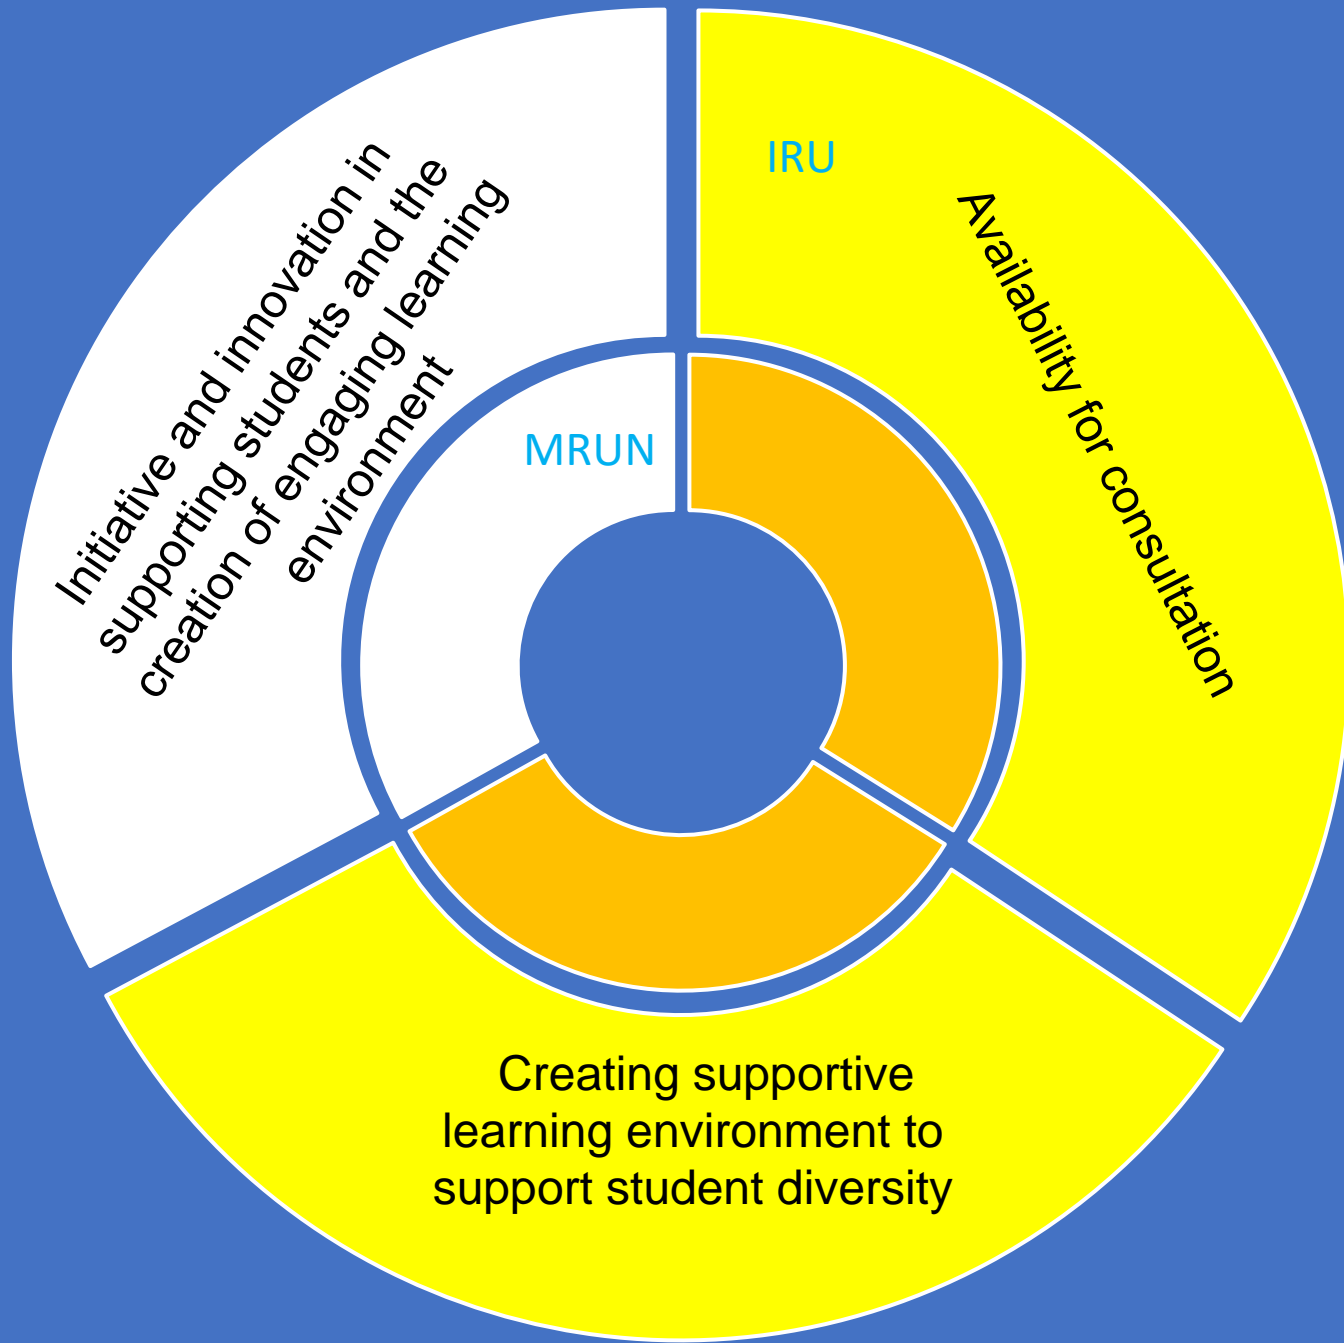 Initiative and innovation in
supporting students and the
creation of engaging learning
environment
IRU
Availability for consultation
MRUN
Creating supportive
learning environment to
support student diversity